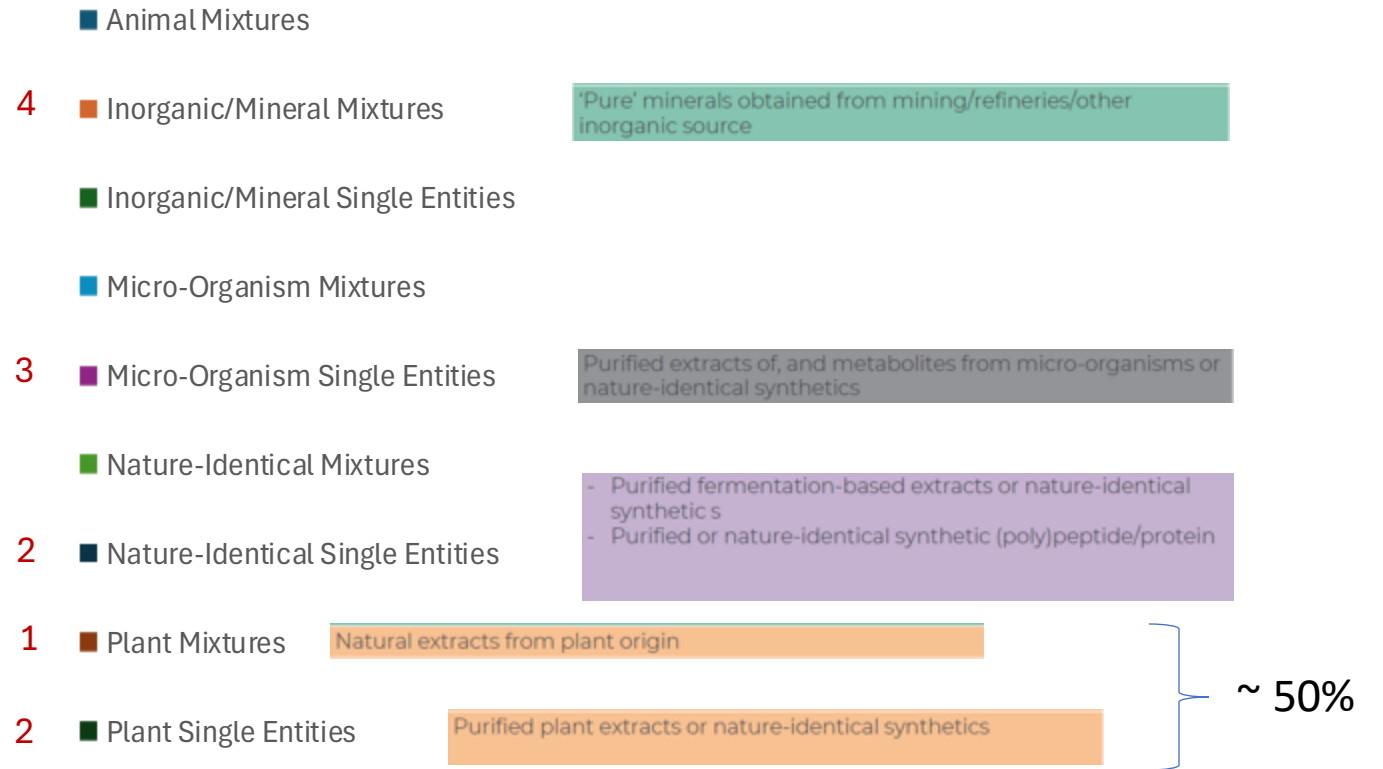 Animal Mixtures
4
Inorganic/Mineral Mixtures
'Pure' minerals obtained from mining/refineries/other
inorganic source
Inorganic/Mineral Single Entities
Micro-Organism Mixtures
3
Micro-Organism Single Entities
Purified extracts of, and metabolites from micro-organisms or
nature-identical synthetics
Nature-Identical Mixtures
- Purified fermentation-based extracts or nature-identical
synthetic s
- Purified or nature-identical synthetic (poly)peptide/protein
2
Nature-Identical Single Entities
1
Plant Mixtures
Natural extracts from plant origin
~ 50%
2
Plant Single Entities
Purified plant extracts or nature-identical synthetics